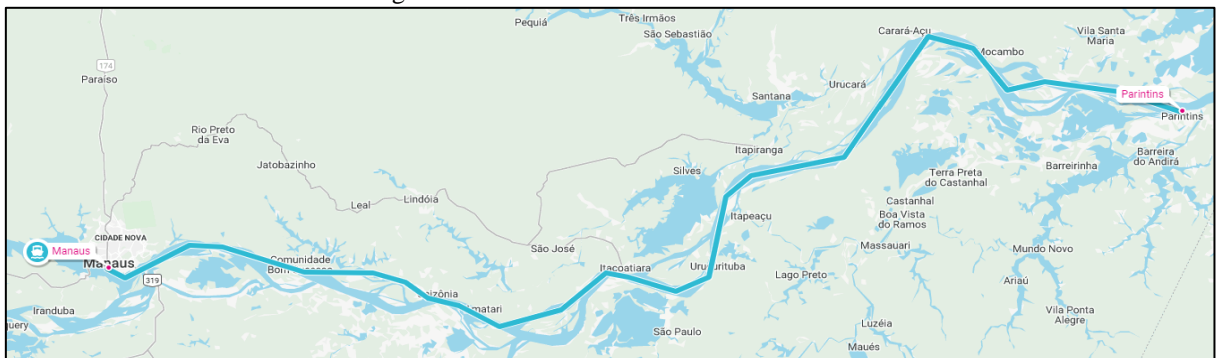 Três Irmãos
Pequiá
São Sebastião
Carará-Açu
Vila Santa
Maria
Mocambo
174
Paraíso
Urucará
Santana
Parintins
Parintins
Rio Preto
da Eva
Itapiranga
Jatobazinho
Silves
Barreira
do Andirá
Barreirinha
Terra Preta
do Castanhal
Leal
Lindóia
Castanhal
Itapeaçu
Boa Vista
do Ramos
CIDADE NOVA
Manaus
São José
Massauari
Mundo Novo
Comunidade
Manaus
319
Itacoatiara
Lago Preto
Ariaú
Iranduba
São Paulo
Luzéia
Vila Ponta
Alegre
Maués